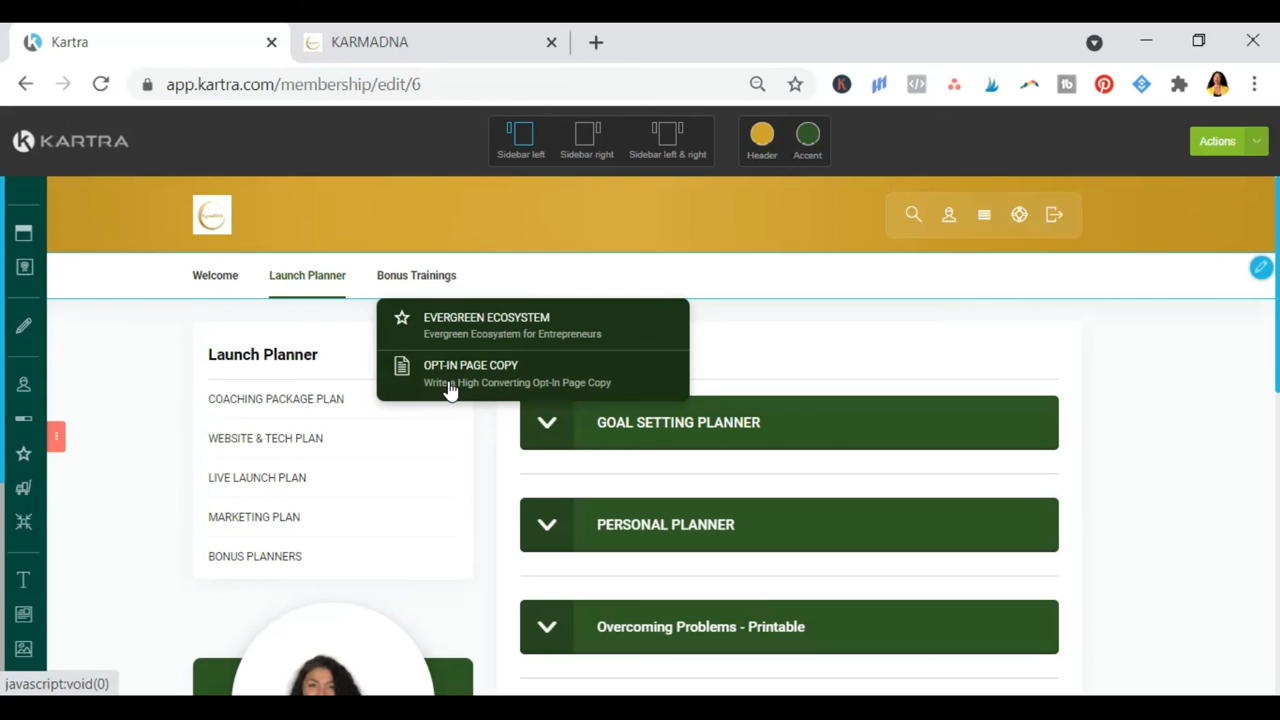 Kartra
KARMADNA
app.kartra.com/membership/edit/6
KARTRA
Sidebar left
Sidebar right
Sidebar left & right
Header
Accent
Actions
Welcome
Launch Planner
Bonus Trainings
EVERGREEN ECOSYSTEM
Evergreen Ecosystem for Entrepreneurs
OPT-IN PAGE COPY
Write a High Converting Opt-In Page Copy
Launch Planner
COACHING PACKAGE PLAN
WEBSITE & TECH PLAN
LIVE LAUNCH PLAN
MARKETING PLAN
BONUS PLANNERS
GOAL SETTING PLANNER
PERSONAL PLANNER
Overcoming Problems - Printable
javascript:void(0)